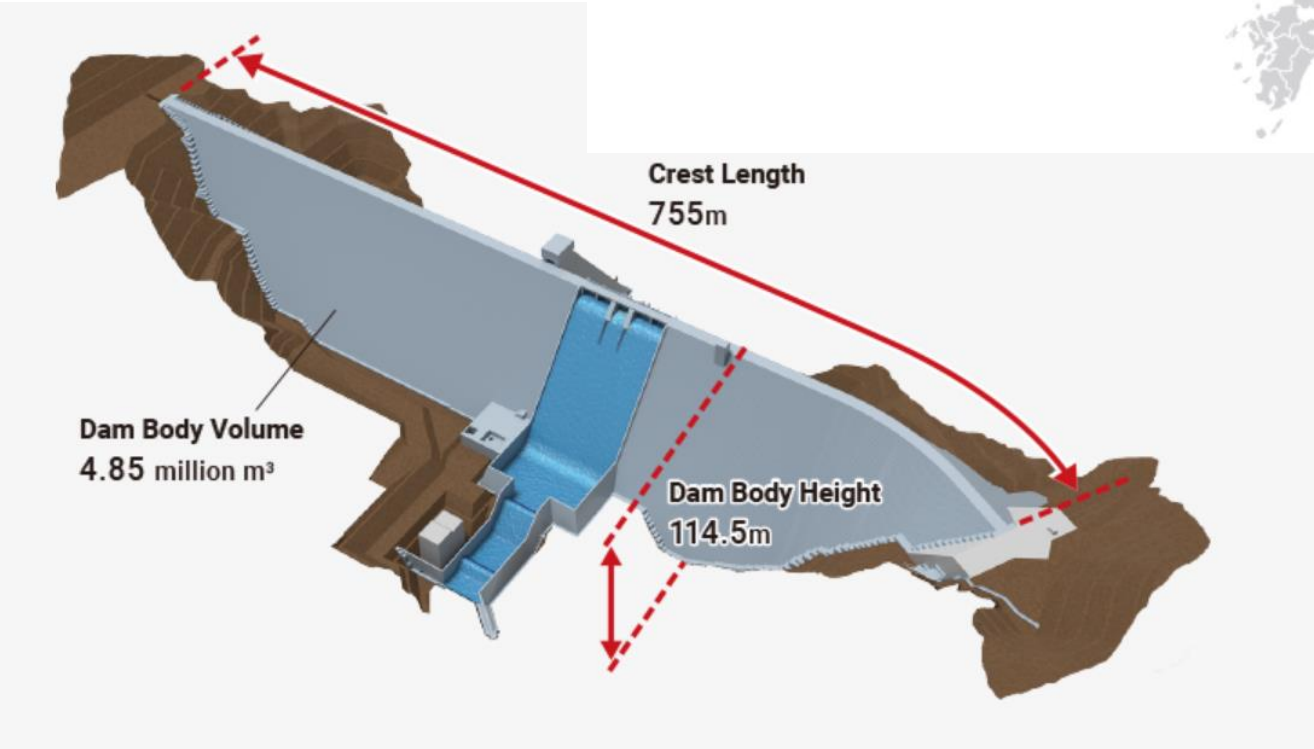 Crest Length
755m
Dam Body Volume
4.85 million m³
Dam Body Height
114.5m